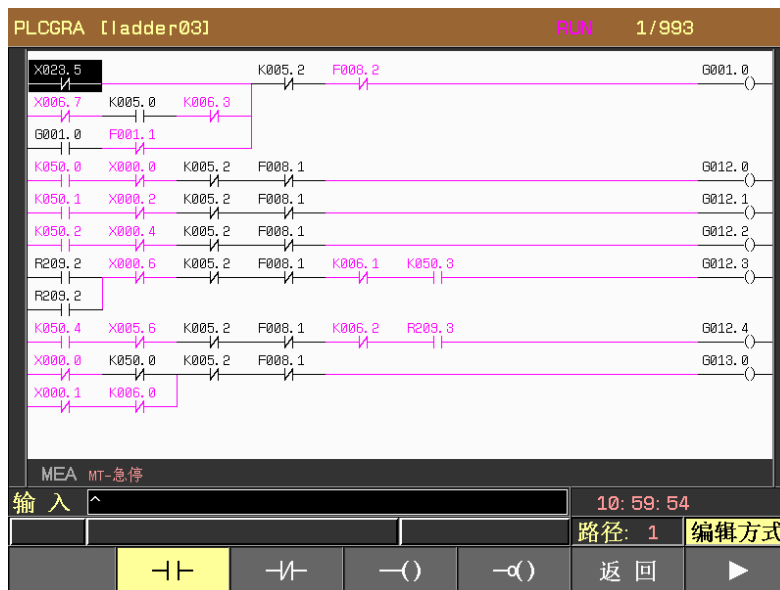 PLCGRA [ladder03] RUN 1/993
X023.5 K005.2 F008.2 G001.0
X006.7 K005.0 K006.3
G001.0 F001.1
K050.0 X000.0 K005.2 F008.1 G012.0
K050.1 X000.2 K005.2 F008.1 G012.1
K050.2 X000.4 K005.2 F008.1 G012.2
R209.2 X000.6 K005.2 F008.1 K006.1 K050.3 G012.3
R209.2
K050.4 X005.6 K005.2 F008.1 K006.2 R209.3 G012.4
X000.0 K050.0 K005.2 F008.1 G013.0
X000.1 K006.0
MEA MT-急停
输入 ^ 10:59:54
路径: 1 编辑方式
返回